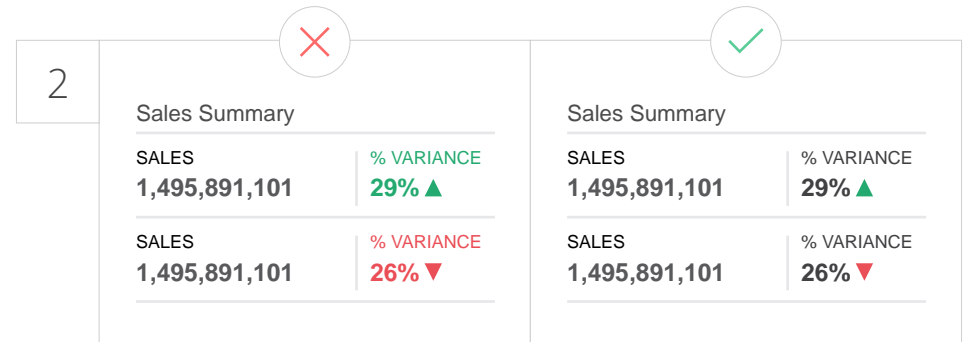 2
Sales Summary
SALES
% VARIANCE
1,495,891,101
29% ▲
SALES
% VARIANCE
1,495,891,101
26% ▼
Sales Summary
SALES
% VARIANCE
1,495,891,101
29% ▲
SALES
% VARIANCE
1,495,891,101
26% ▼